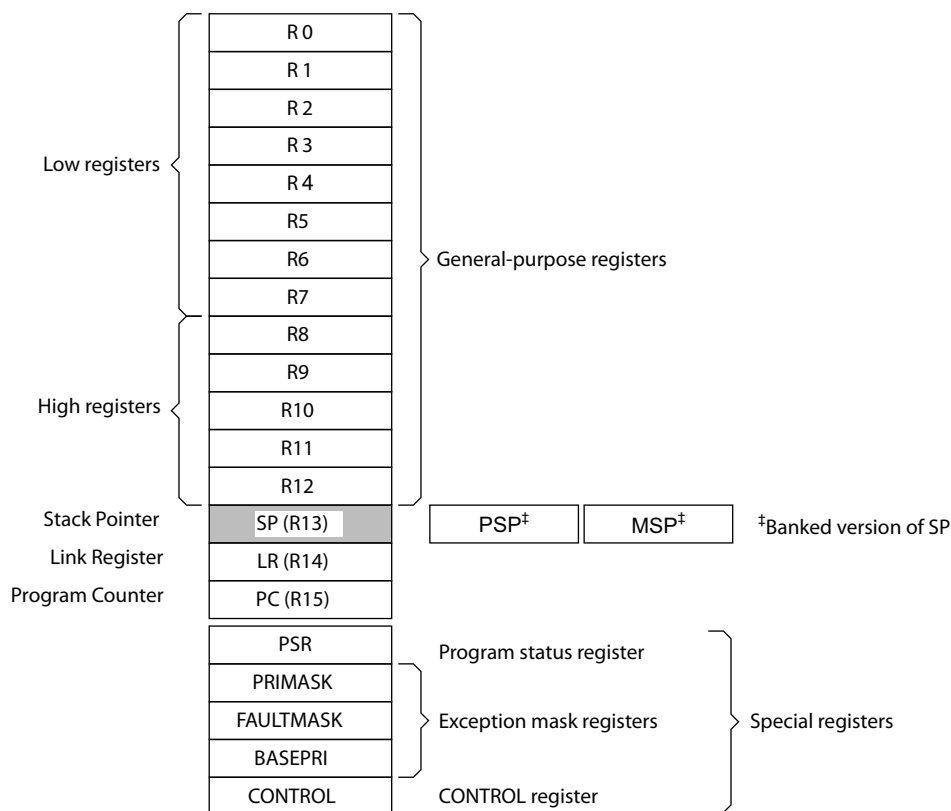 R 0
R 1
R 2
R 3
Low registers
R 4
R5
R6
General-purpose registers
R7
R8
R9
High registers
R10
R11
R12
Stack Pointer SP (R13) PSP‡ MSP‡ ‡Banked version of SP
Link Register LR (R14)
Program Counter PC (R15)
PSR Program status register
PRIMASK
FAULTMASK Exception mask registers Special registers
BASEPRI
CONTROL CONTROL register